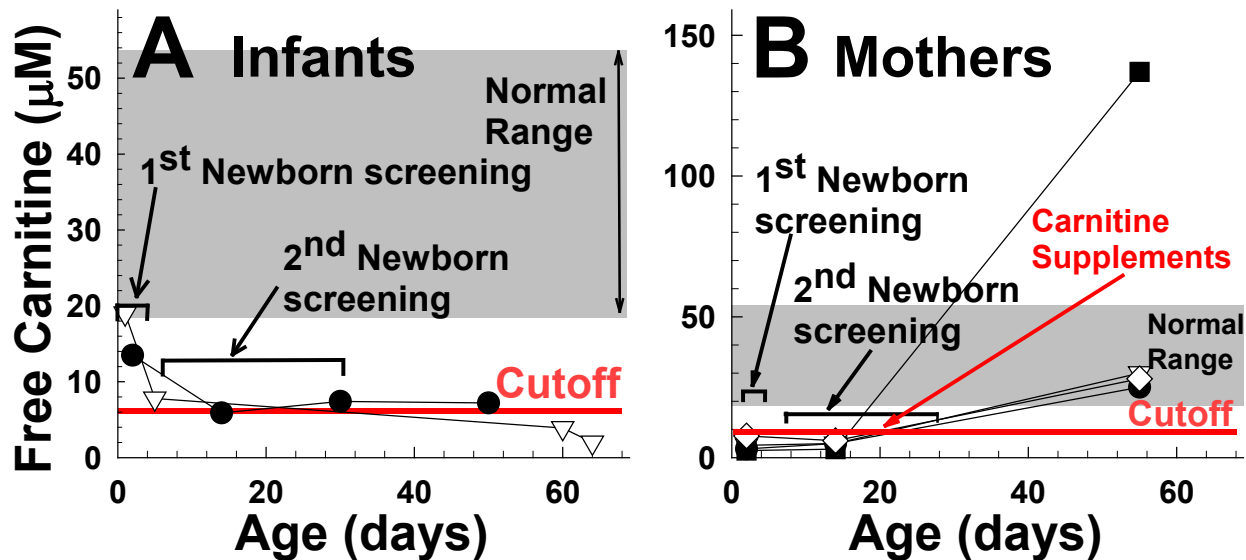 A Infants
Free Carnitine (μM)
50
40
30
20
10
0
Normal
Range
1st Newborn screening
2nd Newborn
screening
Cutoff
0
20
40
60
Age (days)
B Mothers
150
100
50
0
1st Newborn
screening
Carnitine
Supplements
2nd Newborn
screening
Normal
Range
Cutoff
0
20
40
60
Age (days)